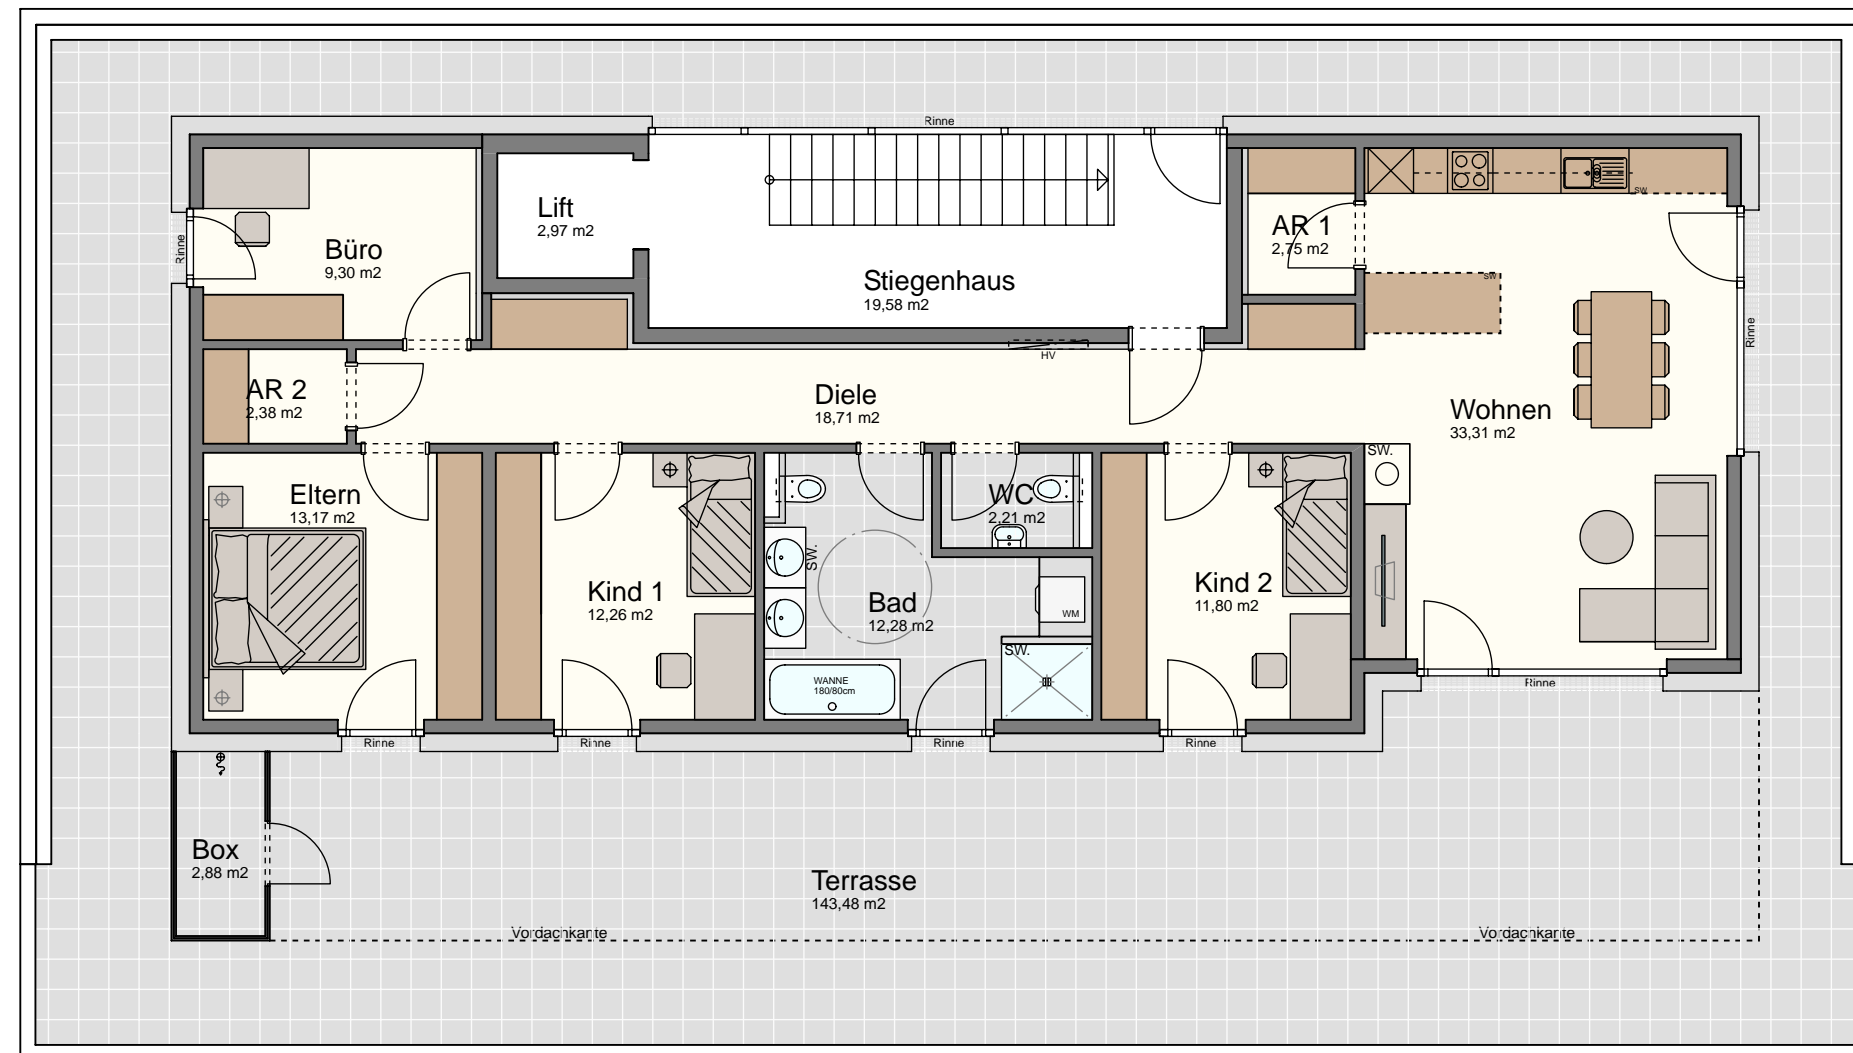 Rinne
Lift
2,97 m2
SW
AR 1
2,75 m2
Büro
9,30 m2
Rinne
Stiegenhaus
19,58 m2
SW
Rinne
HV
AR 2
2,38 m2
Diele
18,71 m2
Wohnen
33,31 m2
SW.
Eltern
13,17 m2
WC
2,21 m2
SW.
Kind 1
12,26 m2
Bad
12,28 m2
WM
Kind 2
11,80 m2
SW.
WANNE
180/80cm
Rinne
Rinne
Rinne
Rinne
Rinne
Box
2,88 m2
Terrasse
143,48 m2
Vordachkante
Vordachkante